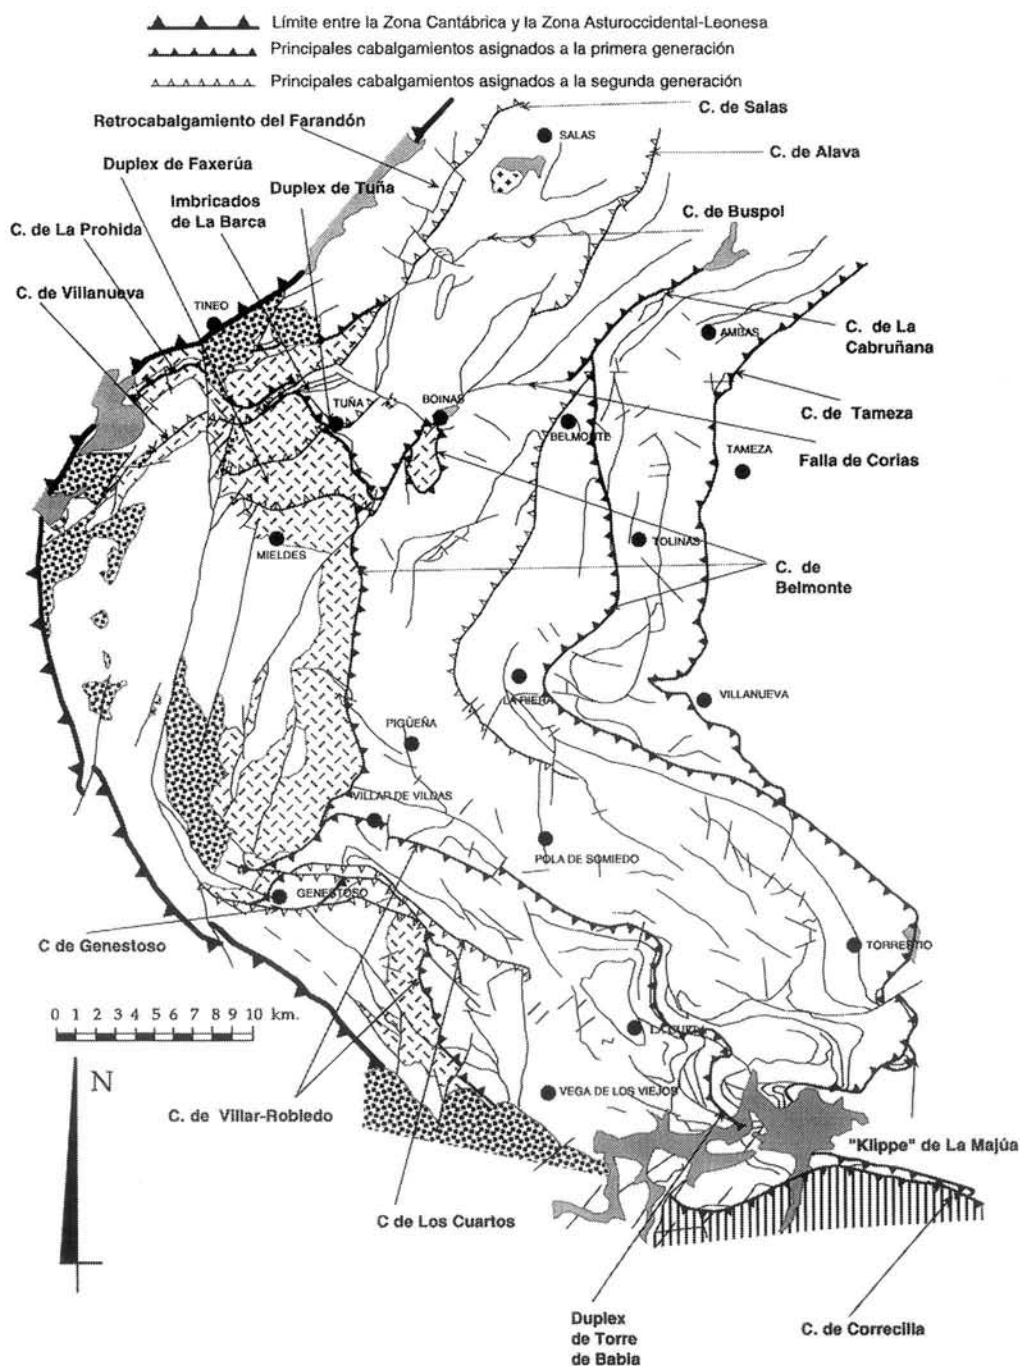 Límite entre la Zona Cantábrica y la Zona Asturoccidental-Leonesa
Principales cabalgamientos asignados a la primera generación
Principales cabalgamientos asignados a la segunda generación
C. de Salas
Retrocabalgamiento del Farandón
SALAS
C. de Alava
Duplex de Faxerúa
Duplex de Tuña
Imbricados
de La Barca
C. de Buspol
C. de La Prohida
C. de Villanueva
TINEO
AMBAS
C. de La
Cabruñana
TUÑA
BOINAS
BELMONTE
C. de Tameza
TAMEZA
Falla de Corias
MIELDES
TOLINAS
C. de
Belmonte
LA RIERA
VILLANUEVA
PIGÜEÑA
VILLAR DE VILDAS
POLA DE SOMIEDO
GENESTOSO
C de Genestoso
TORRESTIO
0 1 2 3 4 5 6 7 8 9 10 km.
N
VEGA DE LOS VIEJOS
C. de Villar-Robledo
"Klippe" de La Majúa
C de Los Cuartos
Duplex
de Torre
de Babia
C. de Correcilla